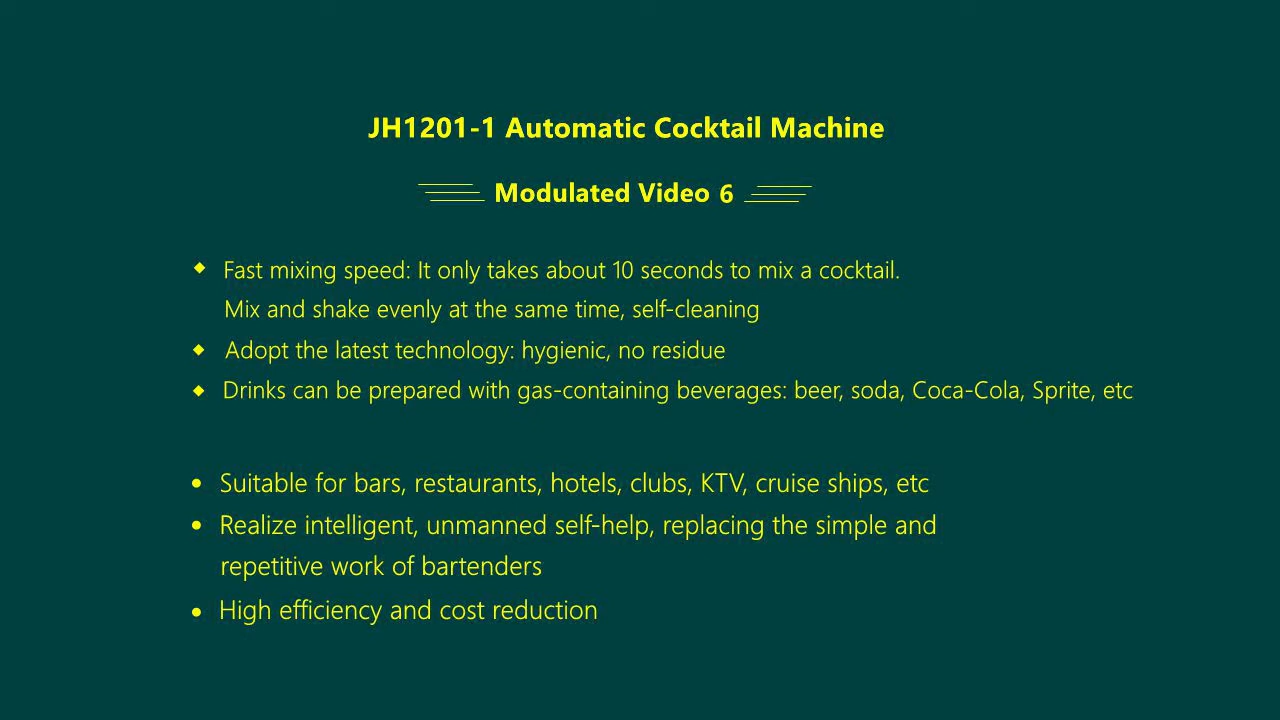 JH1201-1 Automatic Cocktail Machine
Modulated Video 6
Fast mixing speed: It only takes about 10 seconds to mix a cocktail.
Mix and shake evenly at the same time, self-cleaning
Adopt the latest technology: hygienic, no residue
Drinks can be prepared with gas-containing beverages: beer, soda, Coca-Cola, Sprite, etc
Suitable for bars, restaurants, hotels, clubs, KTV, cruise ships, etc
Realize intelligent, unmanned self-help, replacing the simple and
repetitive work of bartenders
High efficiency and cost reduction